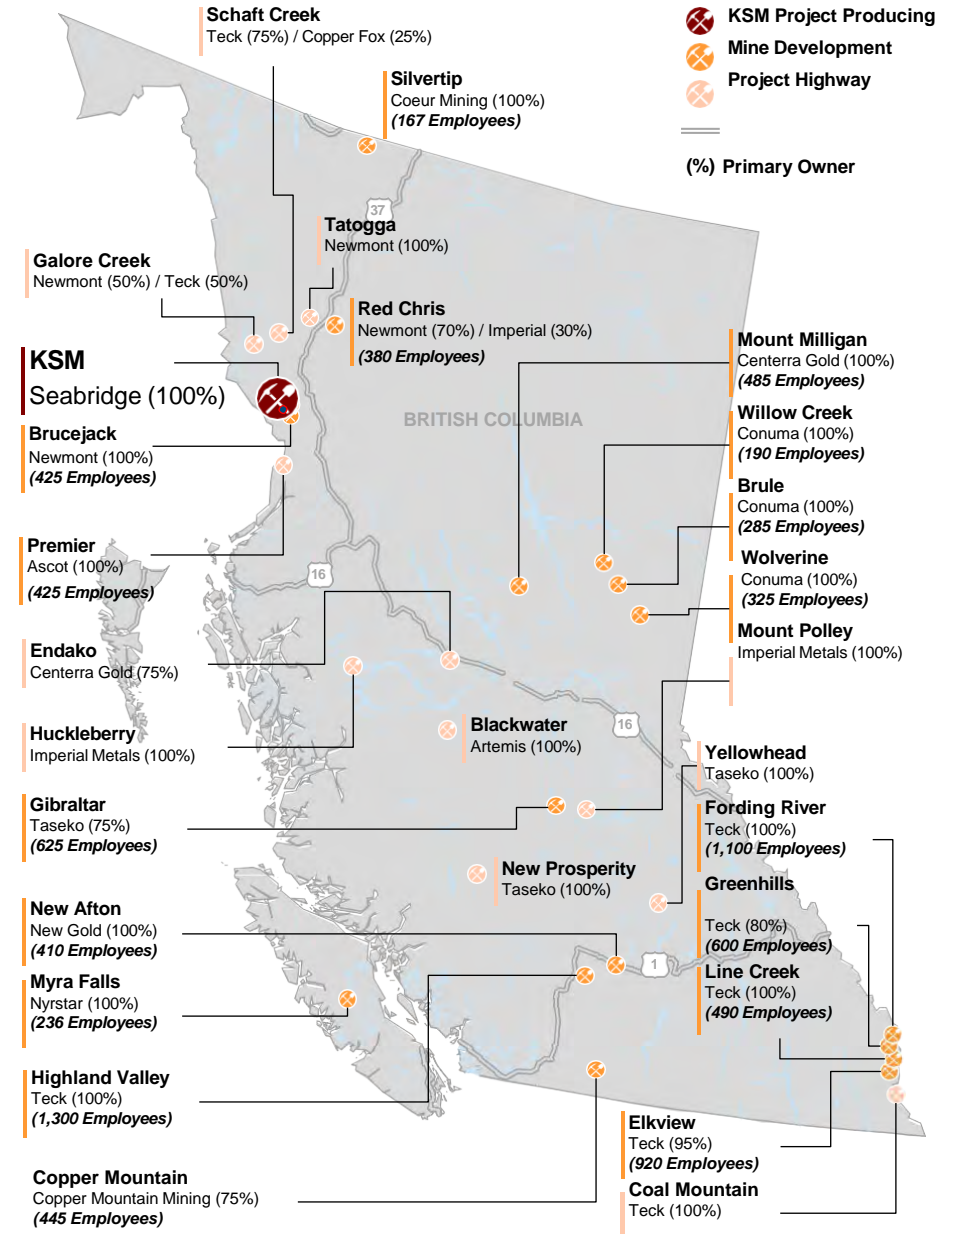 Schaft Creek
Teck (75%) / Copper Fox (25%)
KSM Project Producing
Mine Development
Project Highway
(%) Primary Owner
Silvertip
Coeur Mining (100%)
(167 Employees)
37
Tatogga
Newmont (100%)
Galore Creek
Newmont (50%) / Teck (50%)
Red Chris
Newmont (70%) / Imperial (30%)
(380 Employees)
KSM
Seabridge (100%)
BRITISH COLUMBIA
Brucejack
Newmont (100%)
(425 Employees)
Mount Milligan
Centerra Gold (100%)
(485 Employees)
Willow Creek
Conuma (100%)
(190 Employees)
Brule
Conuma (100%)
(285 Employees)
Wolverine
Conuma (100%)
(325 Employees)
Mount Polley
Imperial Metals (100%)
Premier
Ascot (100%)
(425 Employees)
16
Endako
Centerra Gold (75%)
Huckleberry
Imperial Metals (100%)
Blackwater
Artemis (100%)
16
Yellowhead
Taseko (100%)
Gibraltar
Taseko (75%)
(625 Employees)
Fording River
Teck (100%)
(1,100 Employees)
New Prosperity
Taseko (100%)
Greenhills
Teck (80%)
(600 Employees)
New Afton
New Gold (100%)
(410 Employees)
1
Line Creek
Teck (100%)
(490 Employees)
Myra Falls
Nyrstar (100%)
(236 Employees)
Highland Valley
Teck (100%)
(1,300 Employees)
Elkview
Teck (95%)
(920 Employees)
Copper Mountain
Copper Mountain Mining (75%)
(445 Employees)
Coal Mountain
Teck (100%)